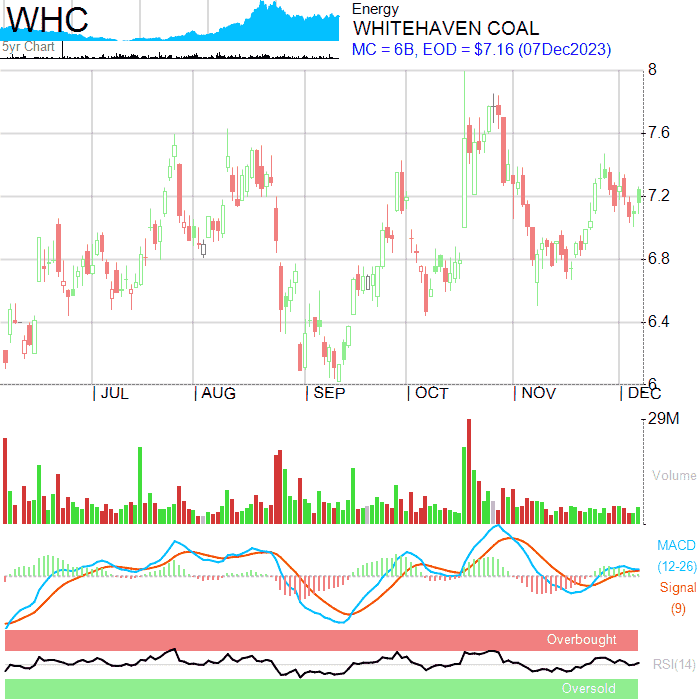 WHC
5yr Chart
Energy
WHITEHAVEN COAL
MC = 6B, EOD = $7.16 (07Dec2023)
8
7.6
7.2
6.8
6.4
6
JUL AUG SEP OCT NOV DEC
29M
Volume
MACD
(12-26)
Signal
(9)
Overbought
RSI(14)
Oversold